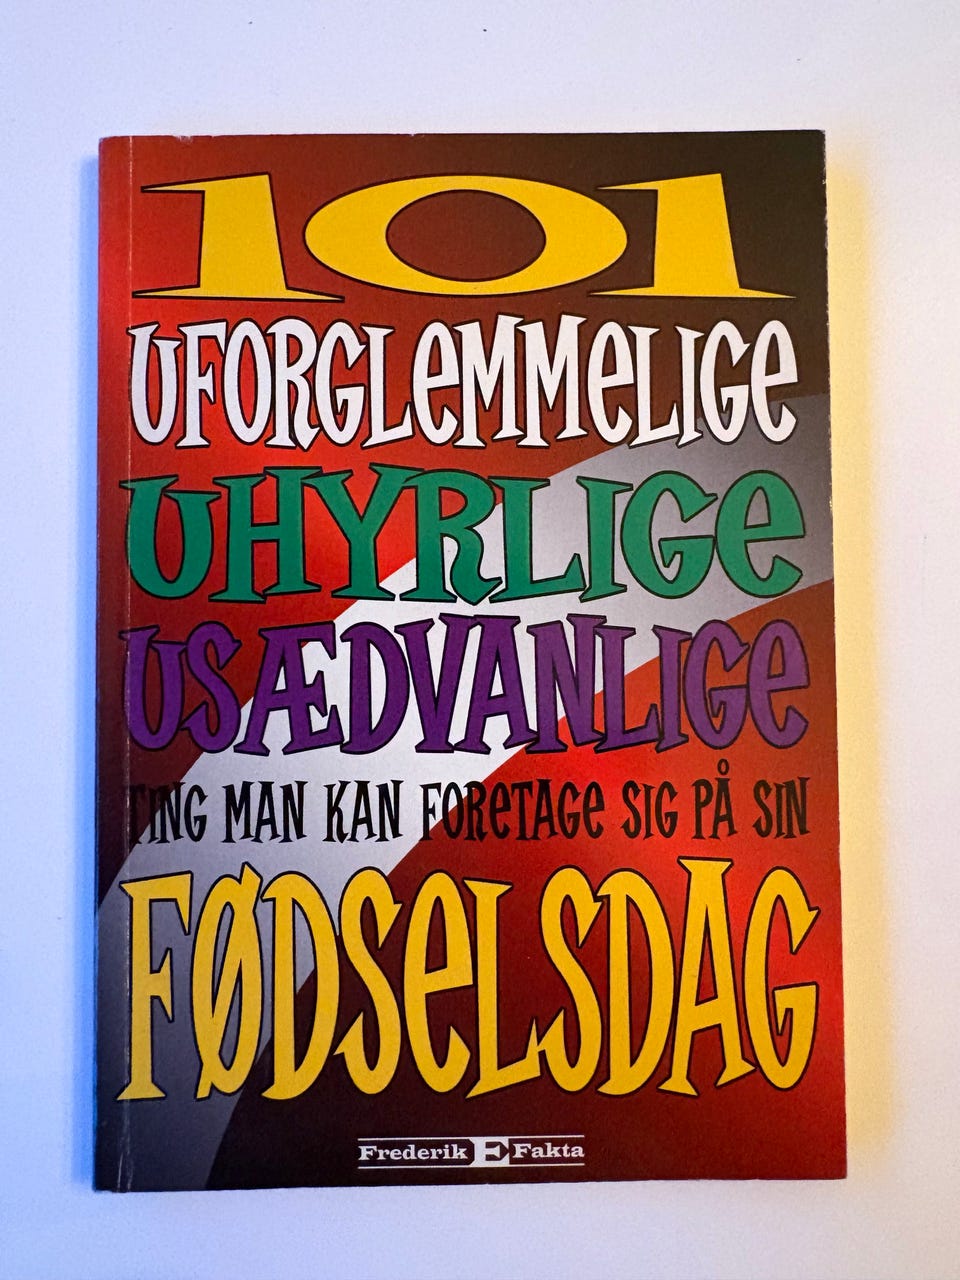 101
UFORGLeMMeLIGe
UHYRLIGe
USÆDVANLIGe
TING MAN KAN FOReTAGe SIG PÅ SIN
FØDSeLSDAG
Frederik E Fakta